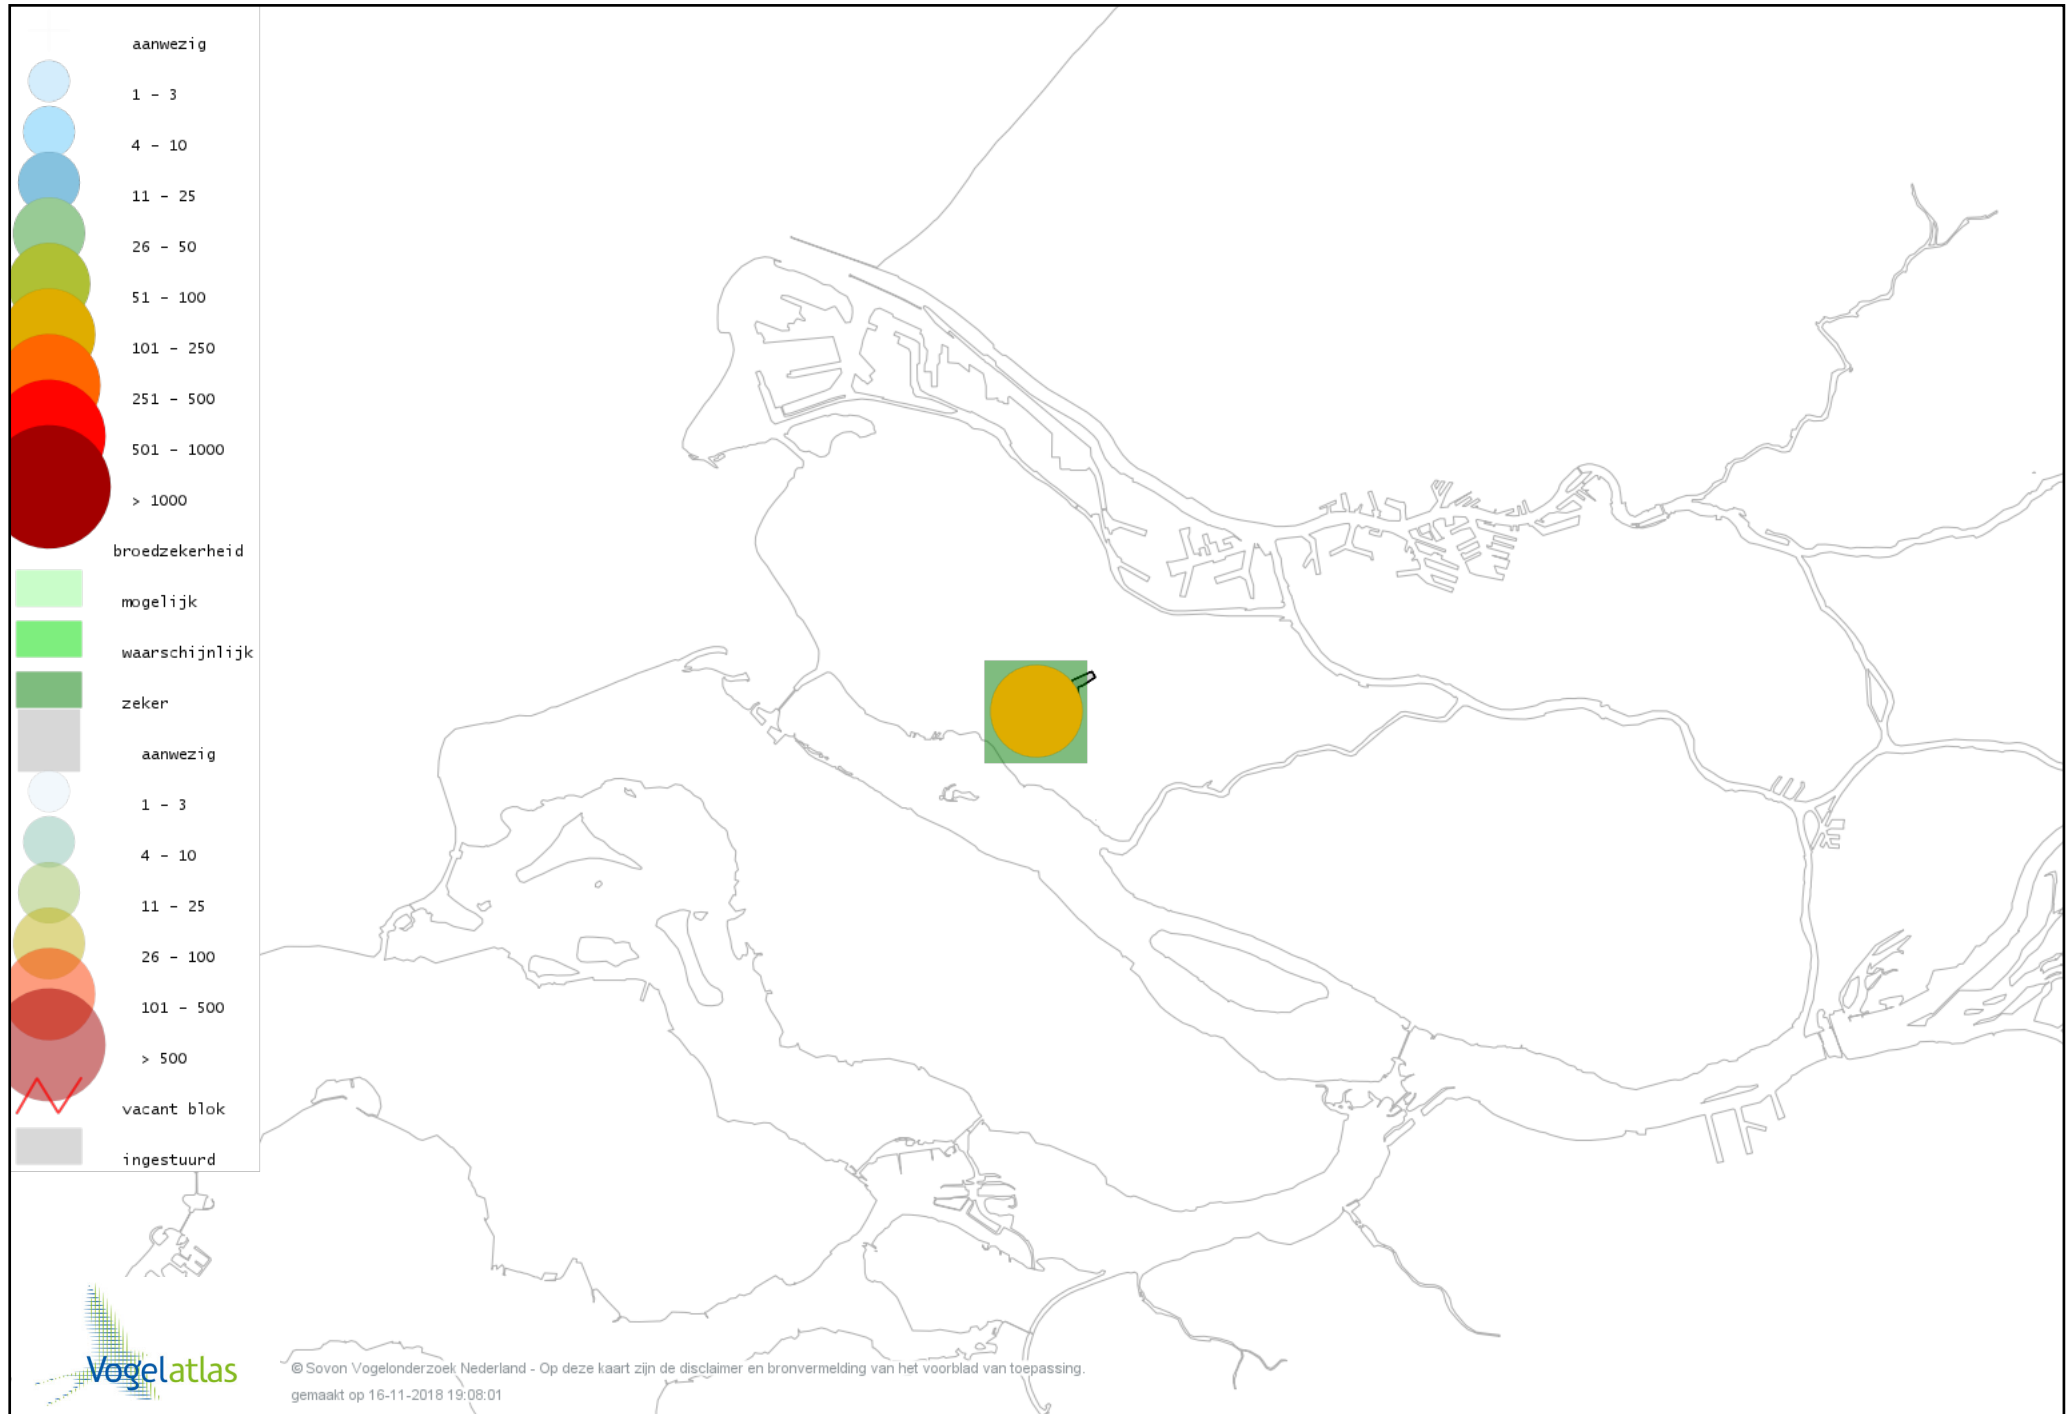 aanwezig
1 - 3
4 - 10
11 - 25
26 - 50
51 - 100
101 - 250
251 - 500
501 - 1000
> 1000
broedzekerheid
mogelijk
waarschijnlijk
zeker
aanwezig
1 - 3
4 - 10
11 - 25
26 - 100
101 - 500
> 500
vacant blok
ingestuurd
Vogelatlas
© Sovon Vogelonderzoek Nederland - Op deze kaart zijn de disclaimer en bronvermelding van het voorblad van toepassing.
gemaakt op 16-11-2018 19:08:01